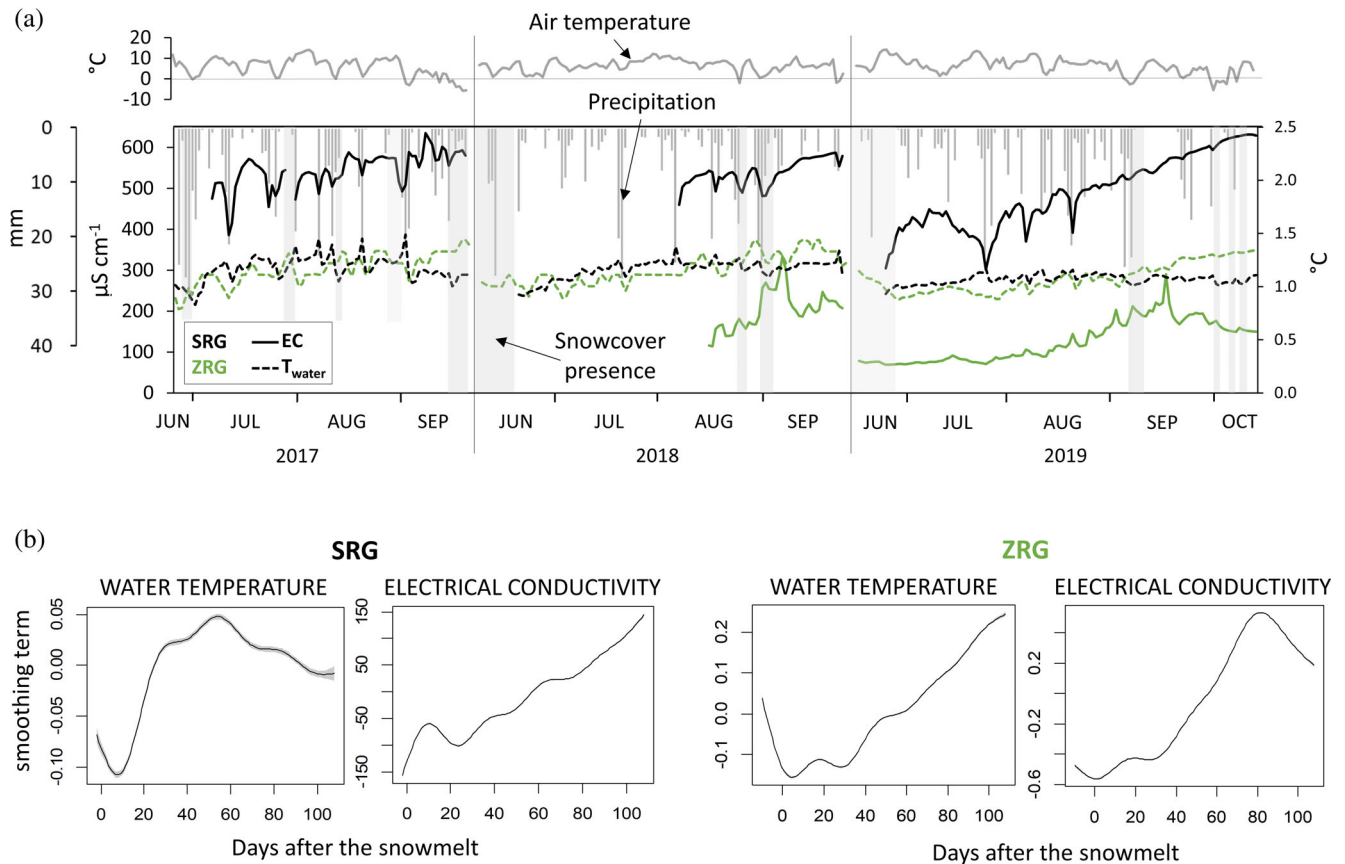 (a)
Air temperature
°C
20
10
0
-10
Precipitation
0
10
20
30
40
mm
600
500
400
300
200
100
0
µS cm⁻¹
2.5
2.0
1.5
1.0
0.5
0.0
°C
SRG EC
ZRG Twater
Snowcover
presence
JUN JUL AUG SEP JUN JUL AUG SEP JUN JUL AUG SEP OCT
2017 2018 2019
(b)
SRG
WATER TEMPERATURE ELECTRICAL CONDUCTIVITY
smoothing term
0.05
0.00
-0.05
-0.10
0 20 40 60 80 100
150
50
-50
-150
0 20 40 60 80 100
Days after the snowmelt
ZRG
WATER TEMPERATURE ELECTRICAL CONDUCTIVITY
0.2
0.1
0.0
-0.1
0 20 40 60 80 100
0.2
-0.2
-0.6
0 20 40 60 80 100
Days after the snowmelt